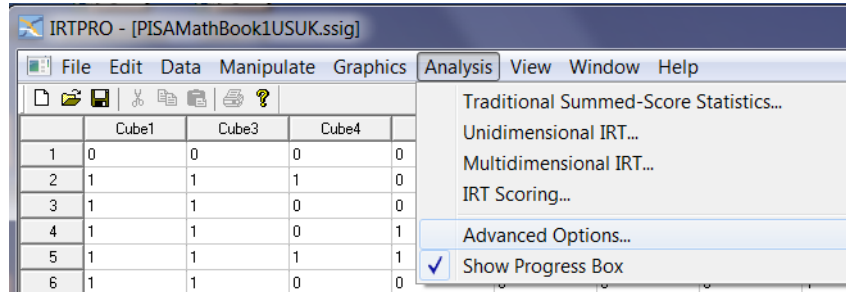 IRTPRO - [PISAMathBook1USUK.ssig]
File Edit Data Manipulate Graphics Analysis View Window Help
Traditional Summed-Score Statistics...
Unidimensional IRT...
Multidimensional IRT...
IRT Scoring...
Advanced Options...
Show Progress Box
Cube1 Cube3 Cube4
1 0 0 0 0
2 1 1 1 0
3 1 1 0 0
4 1 1 0 1
5 1 1 1 1
6 1 1 0 0